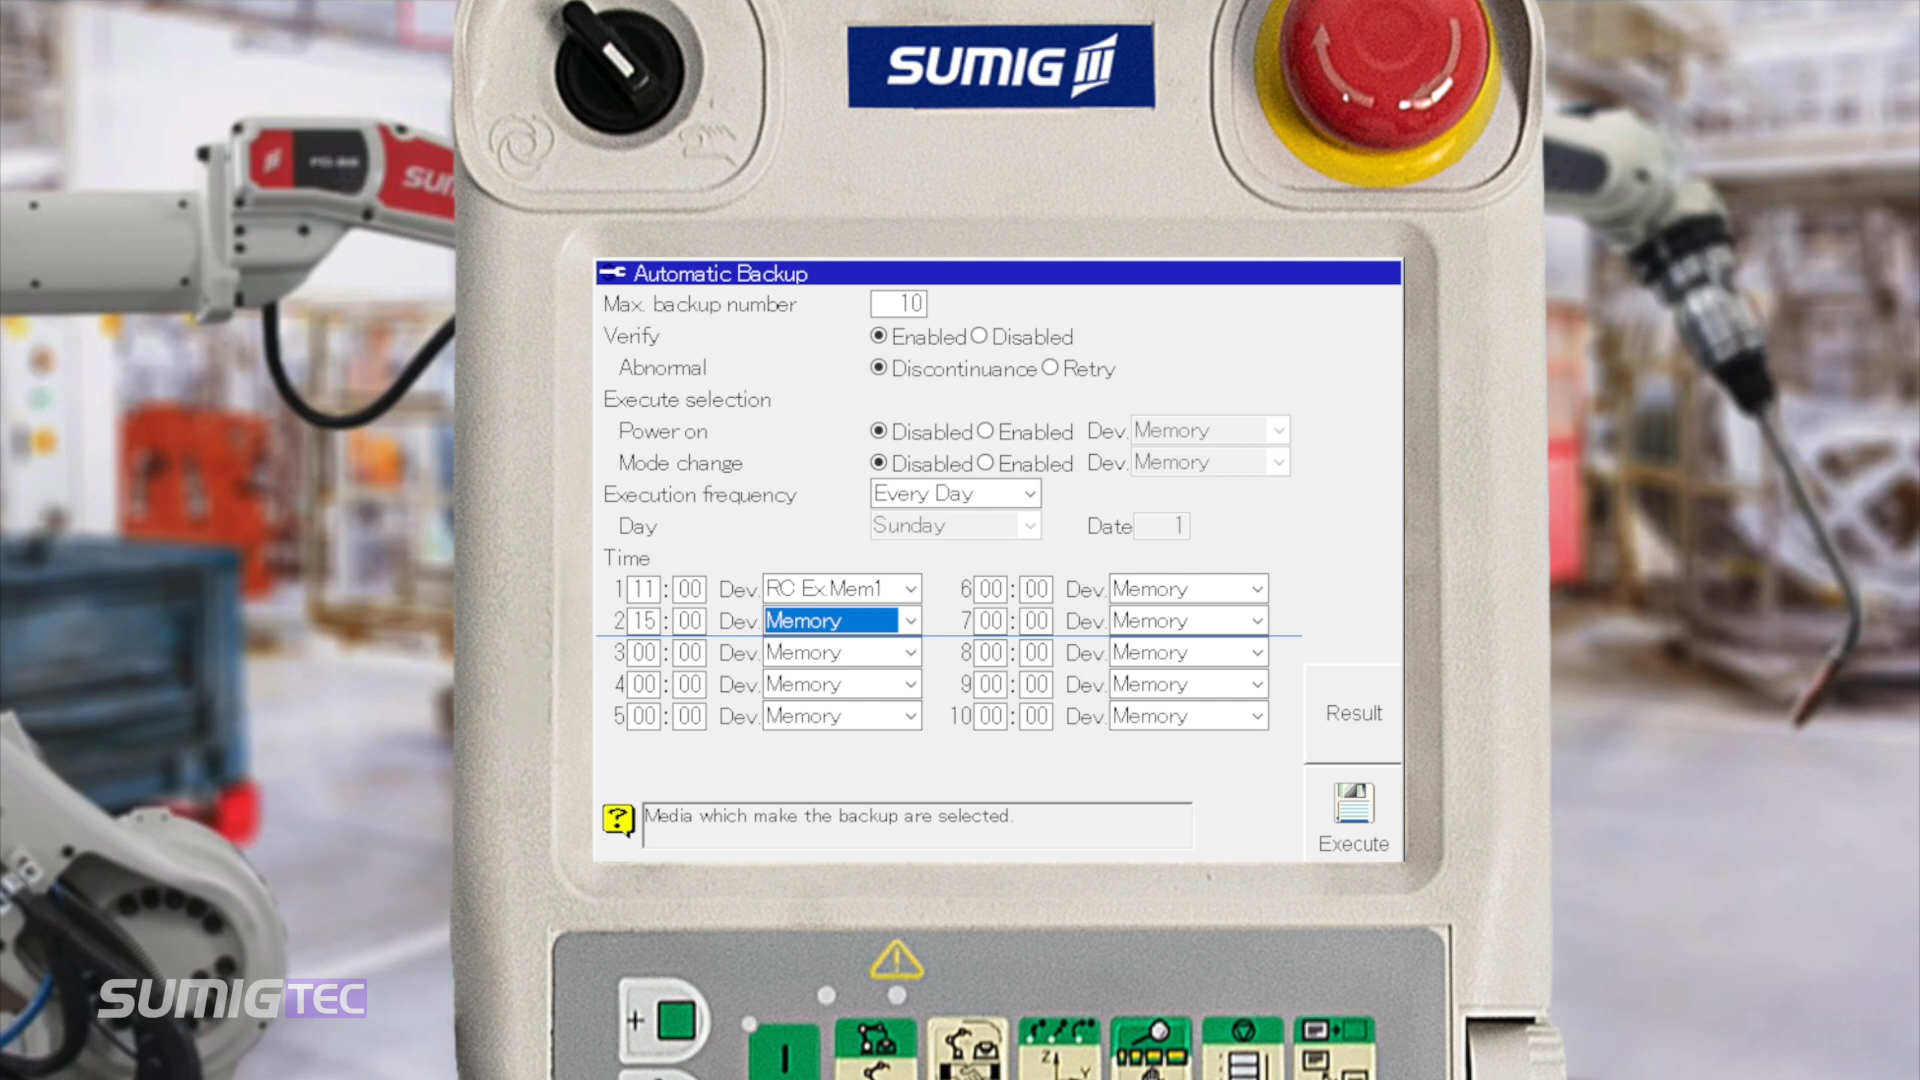 SUMIG
SUM
Automatic Backup
Max. backup number 10
Verify Enabled Disabled
Abnormal Discontinuance Retry
Execute selection
Power on Disabled Enabled Dev. Memory
Mode change Disabled Enabled Dev. Memory
Execution frequency Every Day
Day Sunday Date 1
Time
1 11 : 00 Dev. RC Ex.Mem1 6 00 : 00 Dev. Memory
2 15 : 00 Dev. Memory 7 00 : 00 Dev. Memory
3 00 : 00 Dev. Memory 8 00 : 00 Dev. Memory
4 00 : 00 Dev. Memory 9 00 : 00 Dev. Memory
5 00 : 00 Dev. Memory 10 00 : 00 Dev. Memory
Result
? Media which make the backup are selected.
Execute
SUMIGTEC
+
I
Z
Y